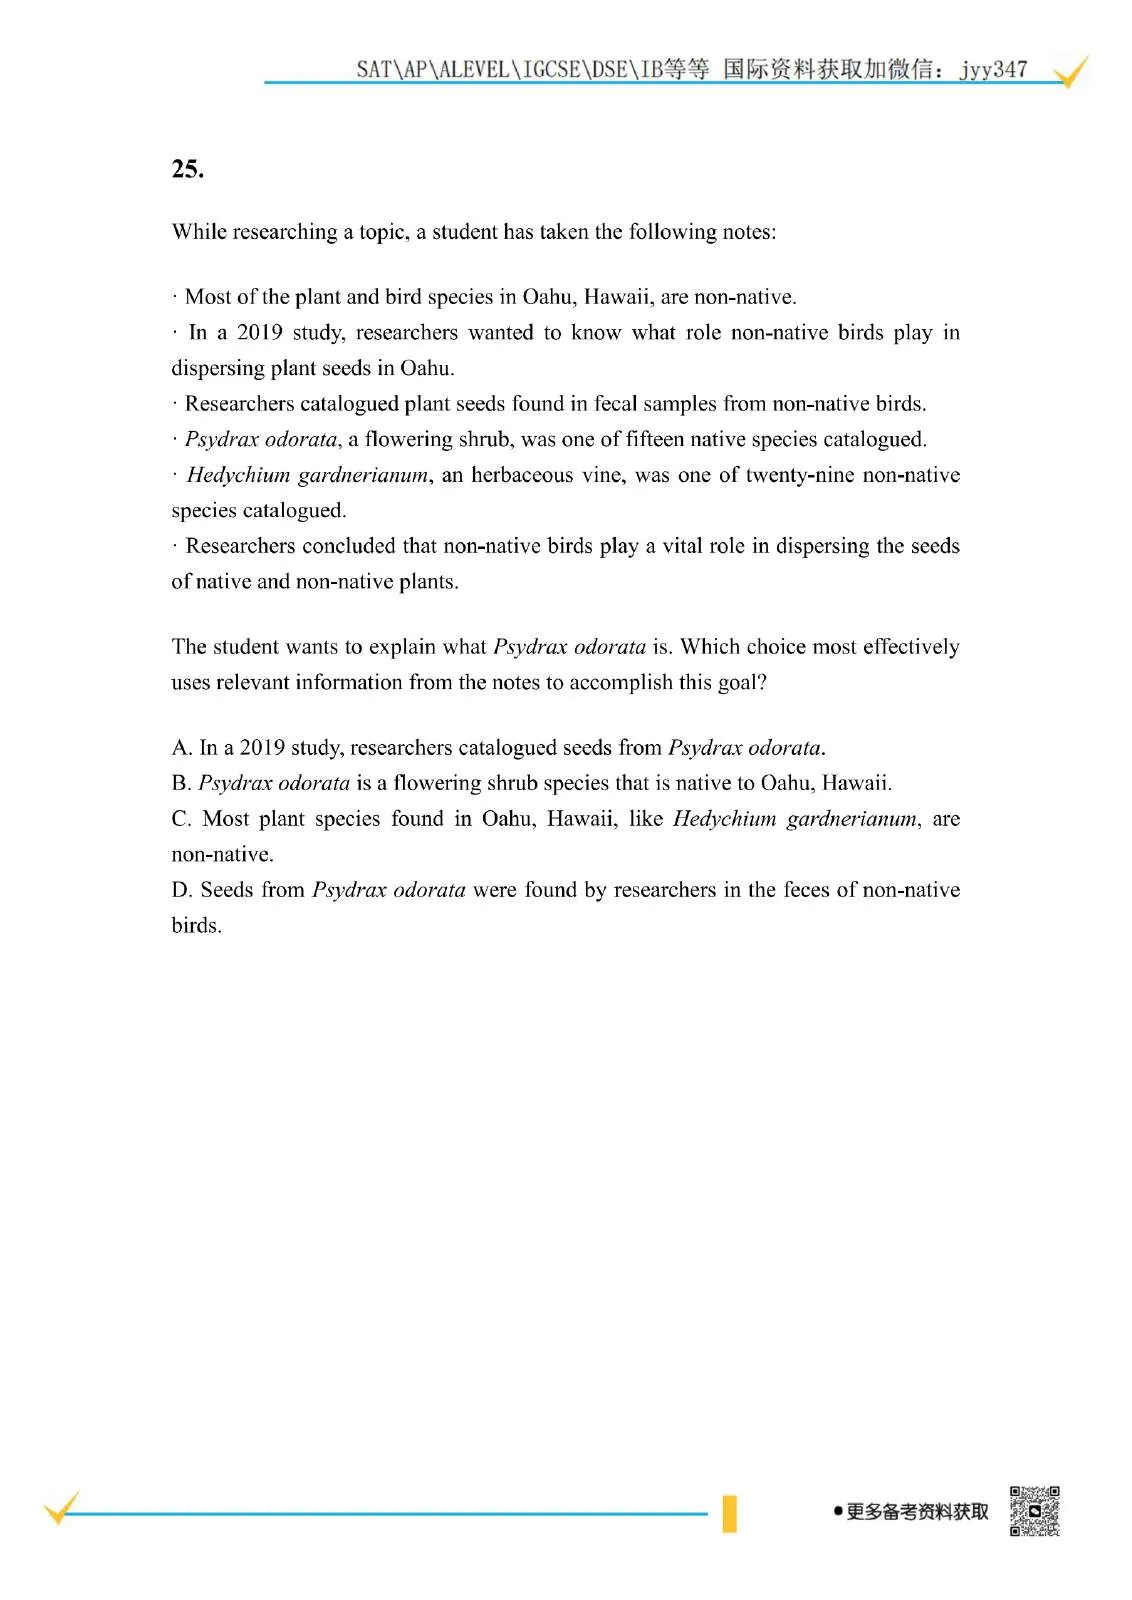 SAT\AP\ALEVEL\IGCSE\DSE\IB等等 国际资料获取加微信：jyy347
25.
While researching a topic, a student has taken the following notes:
· Most of the plant and bird species in Oahu, Hawaii, are non-native.
· In a 2019 study, researchers wanted to know what role non-native birds play in
dispersing plant seeds in Oahu.
· Researchers catalogued plant seeds found in fecal samples from non-native birds.
· Psydrax odorata, a flowering shrub, was one of fifteen native species catalogued.
· Hedychium gardnerianum, an herbaceous vine, was one of twenty-nine non-native
species catalogued.
· Researchers concluded that non-native birds play a vital role in dispersing the seeds
of native and non-native plants.
The student wants to explain what Psydrax odorata is. Which choice most effectively
uses relevant information from the notes to accomplish this goal?
A. In a 2019 study, researchers catalogued seeds from Psydrax odorata.
B. Psydrax odorata is a flowering shrub species that is native to Oahu, Hawaii.
C. Most plant species found in Oahu, Hawaii, like Hedychium gardnerianum, are
non-native.
D. Seeds from Psydrax odorata were found by researchers in the feces of non-native
birds.
•更多备考资料获取